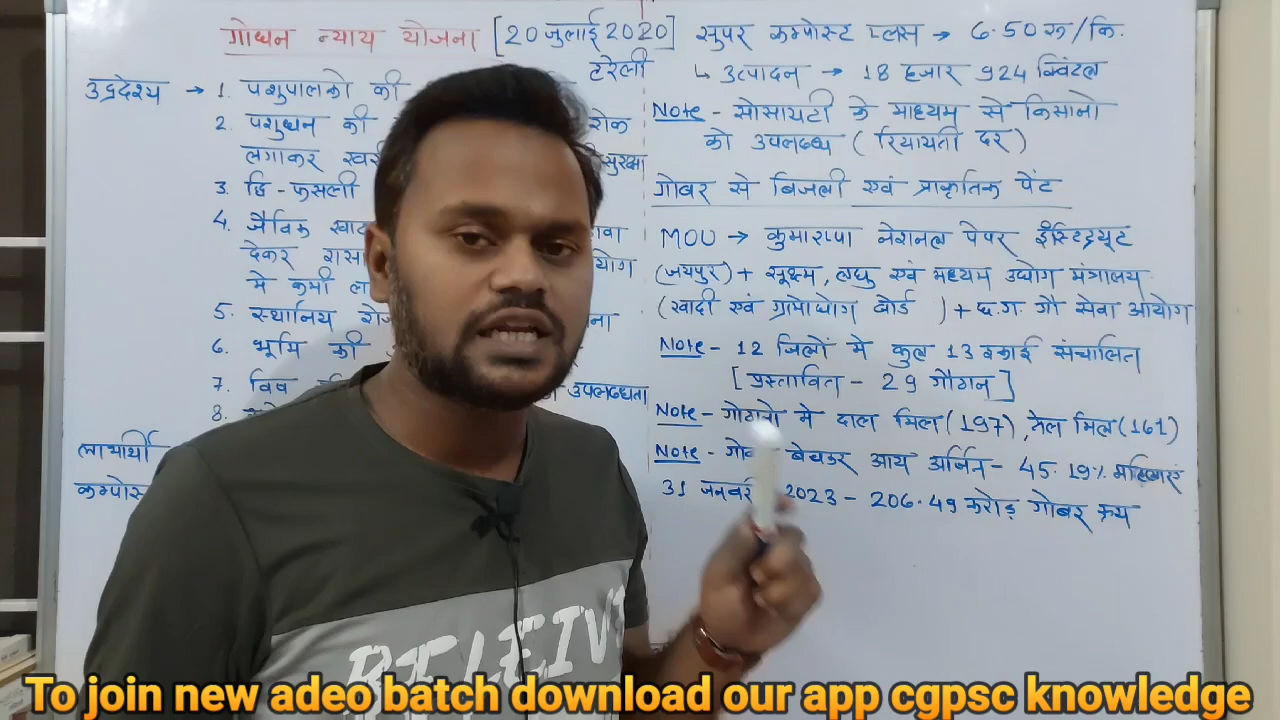 गोधन न्याय योजना [20 जुलाई 2020]
हरेली
उद्देश्य → 1. पशुपालको की
2. पशुधन की रोक
लगाकर सुरक्षा
3. द्वि-फसली
4. जैविक खाद
देकर रासा योग
मे कमी ला
5. स्थानिय रोज
6. भूमि की
7. उपलब्धता
8.
लाभार्थी
कम्पोस
सुपर कम्पोस्ट प्लस → 6.50 रू/कि.
↳ उत्पादन → 18 हजार 924 क्विंटल
Note - सोसायटी के माध्यम से किसानो
को उपलब्ध (रियायती दर)
गोबर से बिजली एवं प्राकृतिक पेंट
MOU → कुमारप्पा नेशनल पेपर इंस्टिट्यूट
(जयपुर) + सूक्ष्म, लघु एवं मध्यम उद्योग मंत्रालय
(खादी एवं ग्रामोद्योग बोर्ड ) + छ.ग. गौ सेवा आयोग
Note - 12 जिलों मे कुल 13 इकाई संचालित
[प्रस्तावित - 29 गौठान]
Note - गोठानो मे दाल मिल (197), तेल मिल (161)
Note - बेचकर आय अर्जित - 45.19% महिलाएं
31 जनवरी 2023 - 206.49 करोड़ गोबर क्रय
RELEIV
To join new adeo batch download our app cgpsc knowledge